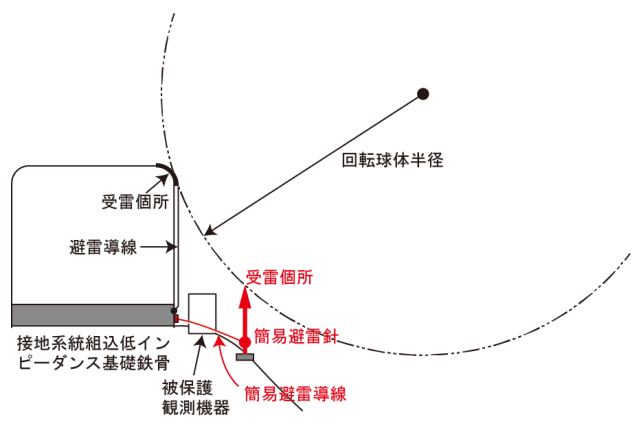 回転球体半径
受雷個所
避雷導線
受雷個所
簡易避雷針
接地系統組込低イン
ピーダンス基礎鉄骨
被保護
観測機器
簡易避雷導線